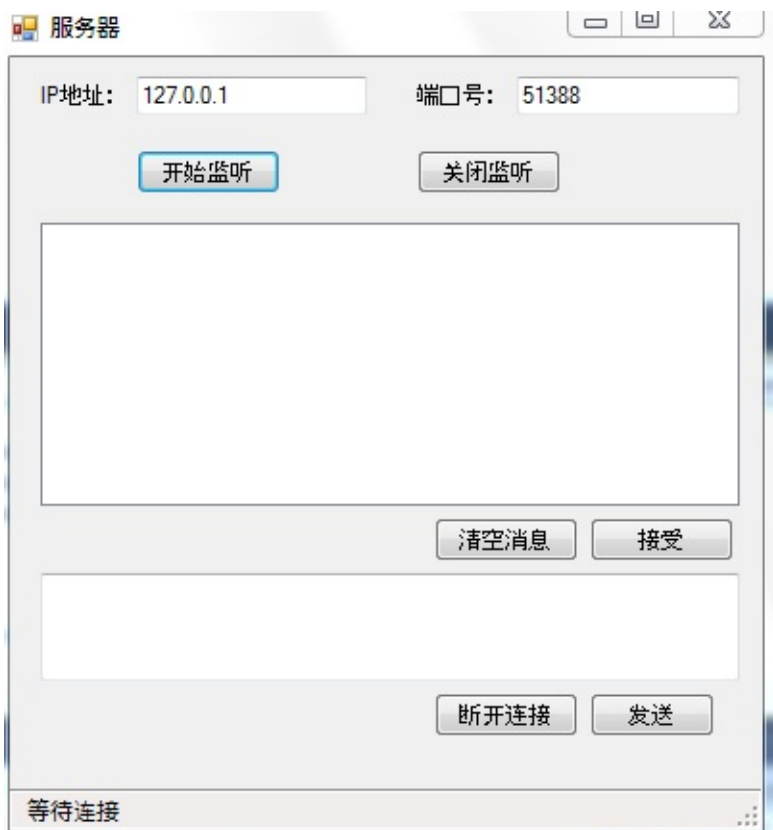 服务器
IP地址： 127.0.0.1 端口号： 51388
开始监听 关闭监听
清空消息 接受
断开连接 发送
等待连接